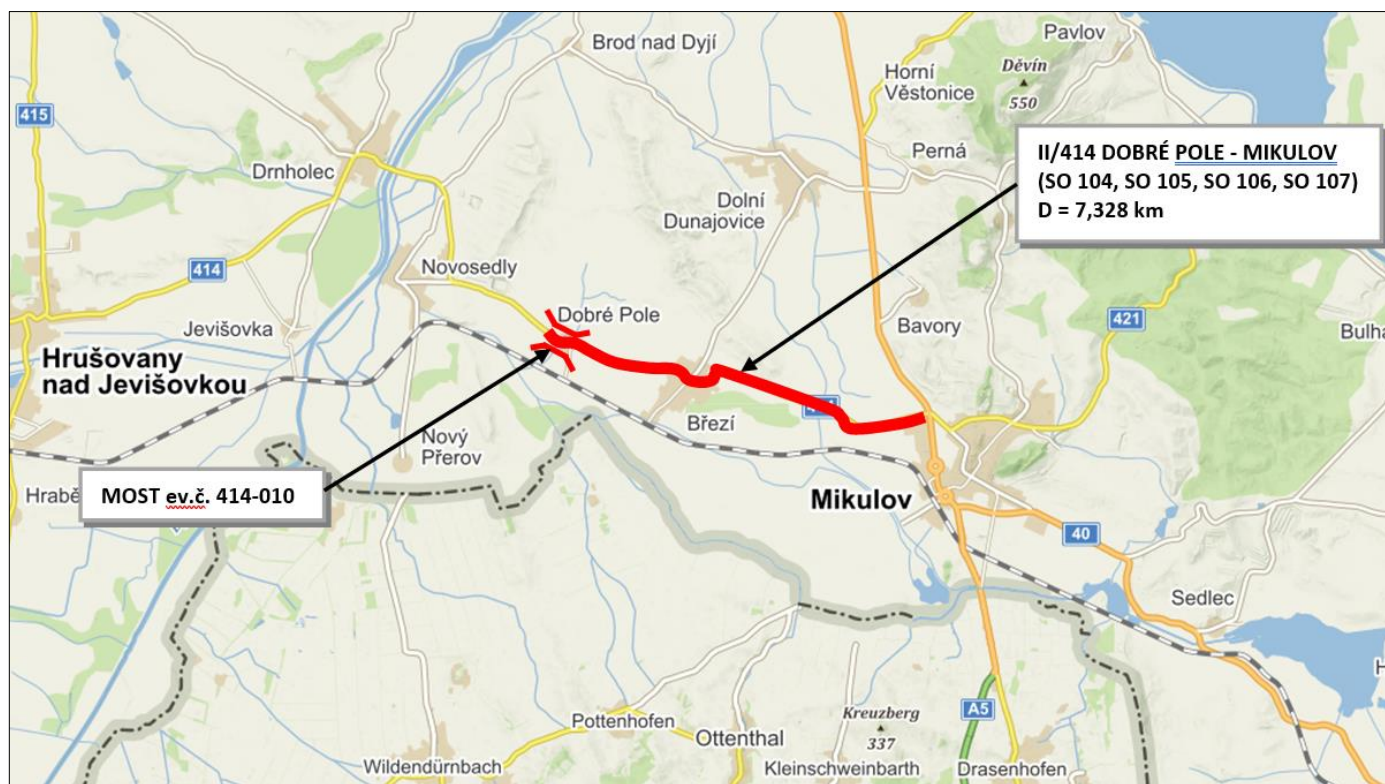 Pavlov
Brod nad Dyjí
Děvín
550
Horní
Věstonice
415
Drnholec
Perná
II/414 DOBRÉ POLE - MIKULOV
(SO 104, SO 105, SO 106, SO 107)
D = 7,328 km
Dolní
Dunajovice
414
Novosedly
Jevišovka
Dobré Pole
Bavory
421
Hrušovany
nad Jevišovkou
Březí
Nový
Přerov
MOST ev.č. 414-010
Mikulov
40
Sedlec
A5
Pottenhofen
Ottenthal
Kreuzberg
337
Wildendürnbach
Kleinschweinbarth
Drasenhofen